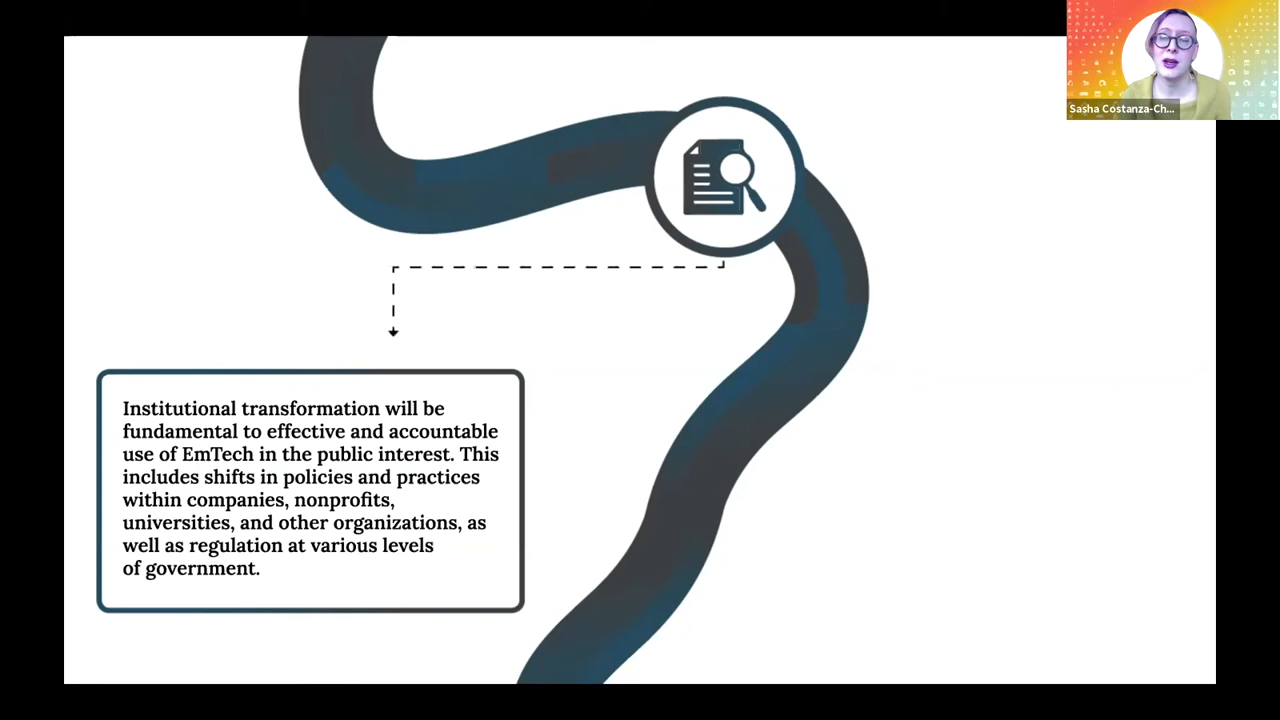 Sasha Costanza-Ch...
Institutional transformation will be
fundamental to effective and accountable
use of EmTech in the public interest. This
includes shifts in policies and practices
within companies, nonprofits,
universities, and other organizations, as
well as regulation at various levels
of government.